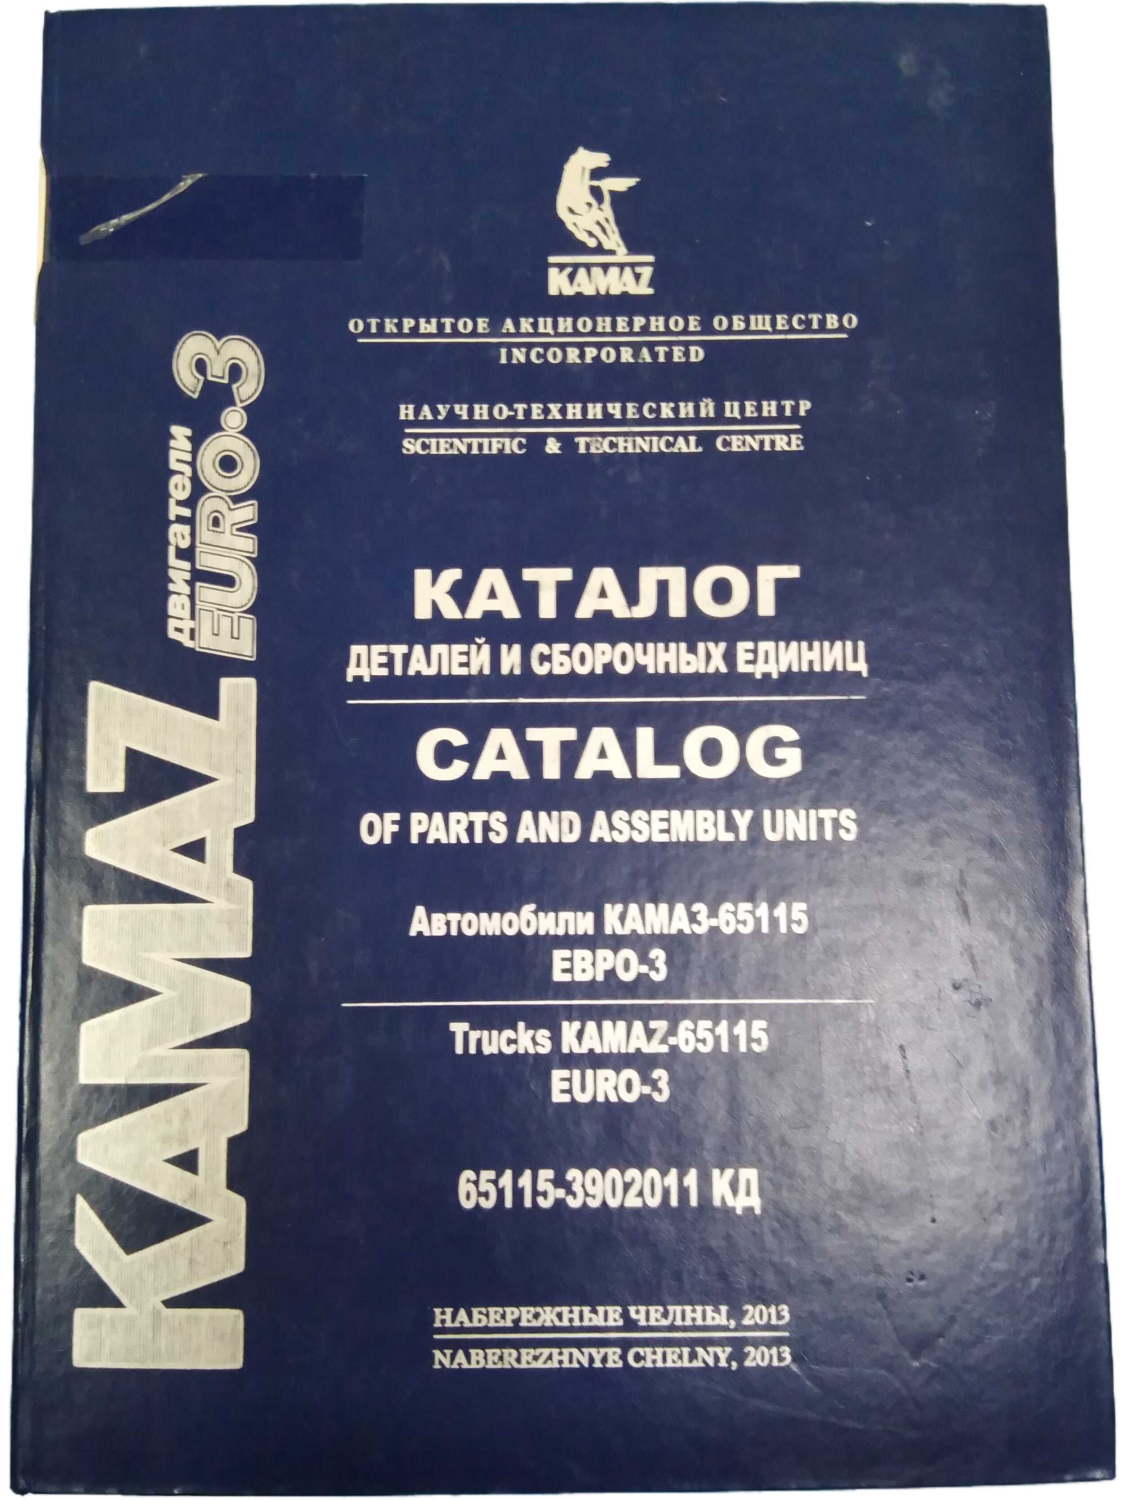 KAMAZ
ОТКРЫТОЕ АКЦИОНЕРНОЕ ОБЩЕСТВО
INCORPORATED
НАУЧНО-ТЕХНИЧЕСКИЙ ЦЕНТР
SCIENTIFIC & TECHNICAL CENTRE
КАТАЛОГ
ДЕТАЛЕЙ И СБОРОЧНЫХ ЕДИНИЦ
CATALOG
OF PARTS AND ASSEMBLY UNITS
Автомобили КАМАЗ-65115
ЕВРО-3
Trucks KAMAZ-65115
EURO-3
65115-3902011 КД
НАБЕРЕЖНЫЕ ЧЕЛНЫ, 2013
NABEREZHNYE CHELNY, 2013
KAMAZ
двигатели
EURO•3